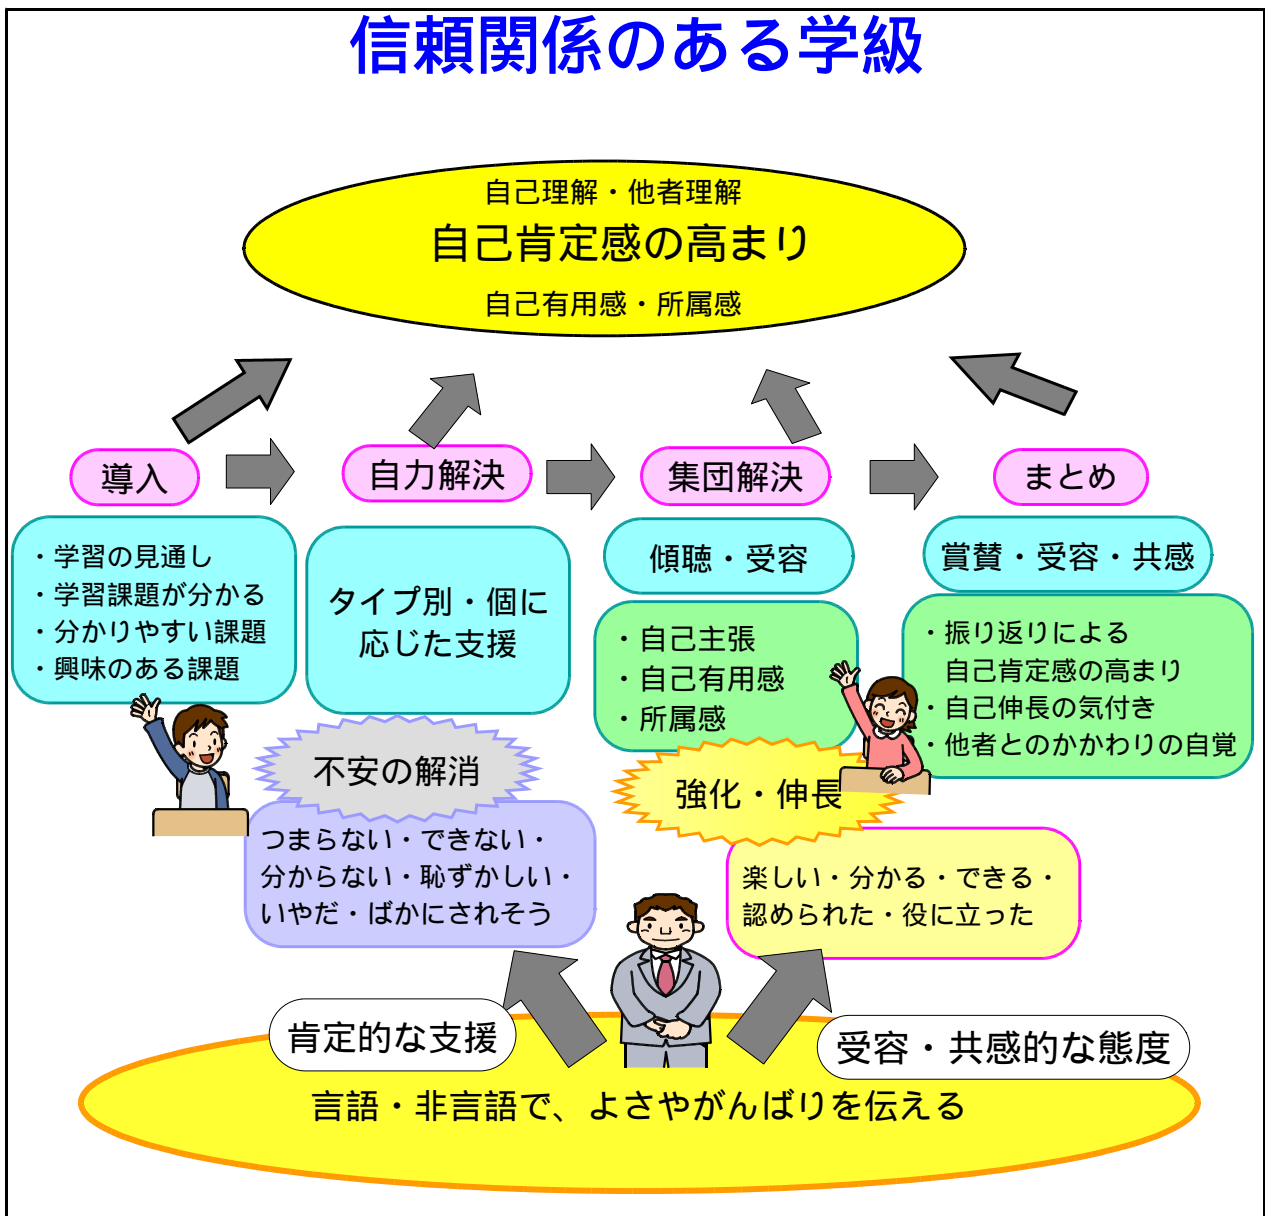 信頼関係のある学級
自己理解・他者理解
自己肯定感の高まり
自己有用感・所属感
導入
自力解決
集団解決
まとめ
・学習の見通し
・学習課題が分かる
・分かりやすい課題
・興味のある課題
タイプ別・個に
応じた支援
傾聴・受容
・自己主張
・自己有用感
・所属感
賞賛・受容・共感
・振り返りによる
自己肯定感の高まり
・自己伸長の気付き
・他者とのかかわりの自覚
不安の解消
つまらない・できない・
分からない・恥ずかしい・
いやだ・ばかにされそう
強化・伸長
楽しい・分かる・できる・
認められた・役に立った
肯定的な支援
受容・共感的な態度
言語・非言語で、よさやがんばりを伝える